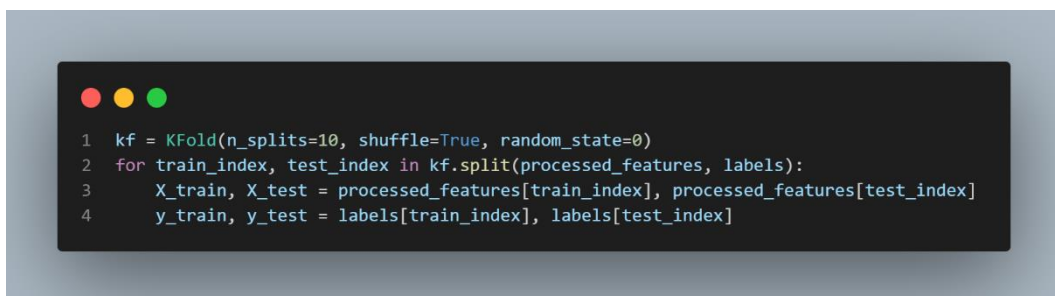 1 kf = KFold(n_splits=10, shuffle=True, random_state=0)
2 for train_index, test_index in kf.split(processed_features, labels):
3     X_train, X_test = processed_features[train_index], processed_features[test_index]
4     y_train, y_test = labels[train_index], labels[test_index]